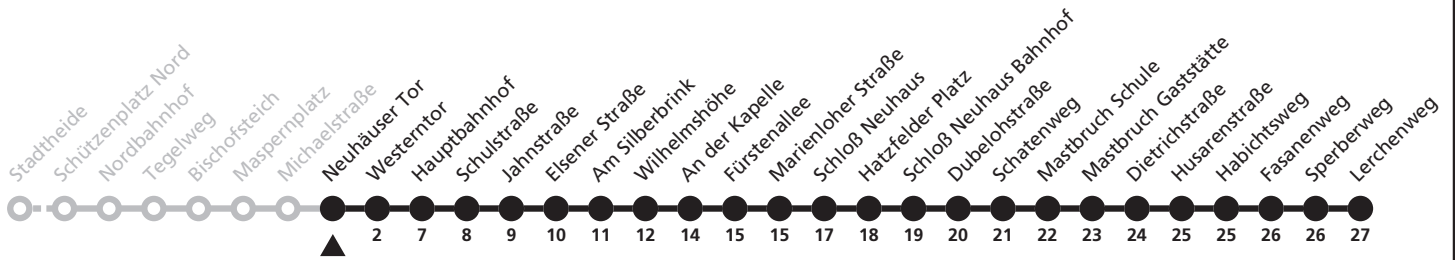 Stadtheide
Schützenplatz Nord
Nordbahnhof
Tegelweg
Bischofsteich
Maspernplatz
Michaelstraße
Neuhäuser Tor
Westerntor
Hauptbahnhof
Schulstraße
Jahnstraße
Elsener Straße
Am Silberbrink
Wilhelmshöhe
An der Kapelle
Fürstenallee
Marienloher Straße
Schloß Neuhaus
Hatzfelder Platz
Schloß Neuhaus Bahnhof
Dubelohstraße
Schatenweg
Mastbruch Schule
Mastbruch Gaststätte
Dietrichstraße
Husarenstraße
Habichtsweg
Fasanenweg
Sperberweg
Lerchenweg
2 7 8 9 10 11 12 14 15 15 17 18 19 20 21 22 23 24 25 25 26 26 27